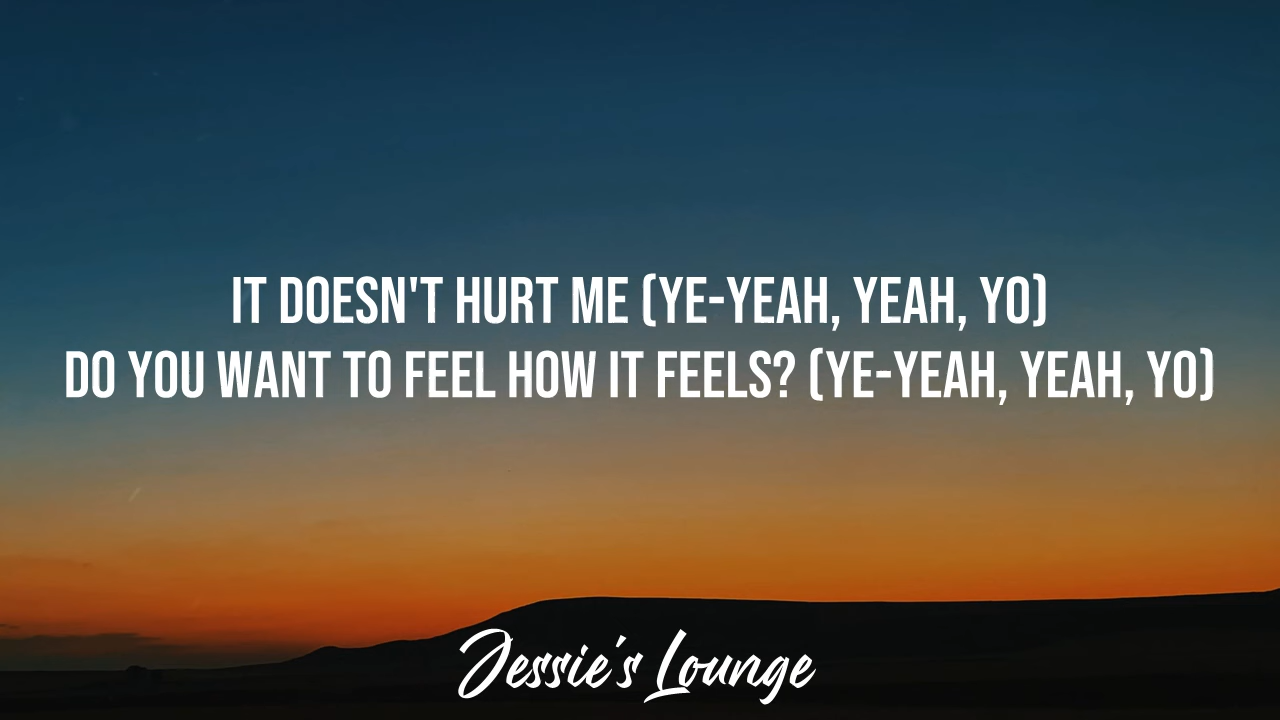 IT DOESN'T HURT ME (YE-YEAH, YEAH, YO)
DO YOU WANT TO FEEL HOW IT FEELS? (YE-YEAH, YEAH, YO)
Jessie's Lounge